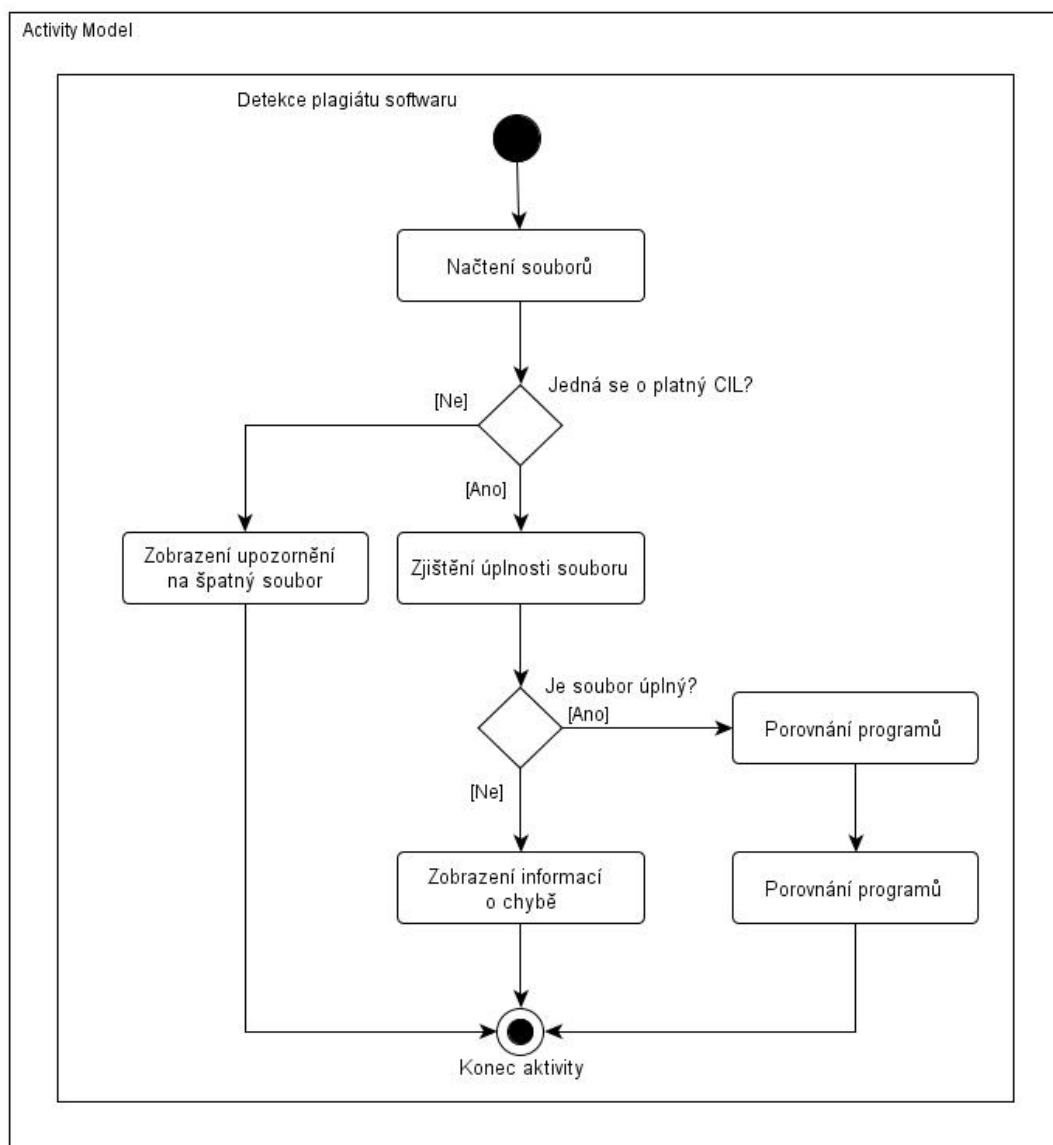 Activity Model
Detekce plagiátu softwaru
Načtení souborů
Jedná se o platný CIL?
[Ne]
[Ano]
Zobrazení upozornění
na špatný soubor
Zjištění úplnosti souboru
Je soubor úplný?
[Ano]
Porovnání programů
[Ne]
Zobrazení informací
o chybě
Porovnání programů
Konec aktivity